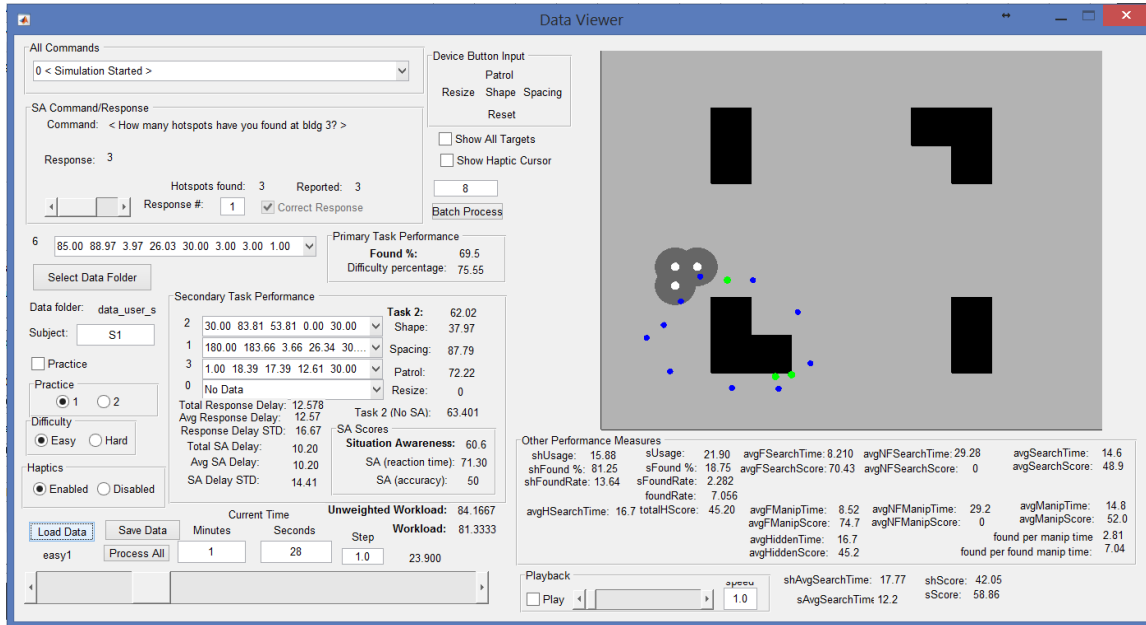 Data Viewer
All Commands
0 < Simulation Started >
SA Command/Response
Command: < How many hotspots have you found at bldg 3? >
Response: 3
Hotspots found: 3 Reported: 3
Response #: 1 Correct Response
Device Button Input
Patrol
Resize Shape Spacing
Reset
Show All Targets
Show Haptic Cursor
8
Batch Process
6 85.00 88.97 3.97 26.03 30.00 3.00 3.00 1.00
Select Data Folder
Primary Task Performance
Found %: 69.5
Difficulty percentage: 75.55
Data folder: data_user_s
Subject: S1
Practice
Practice
1 2
Difficulty
Easy Hard
Haptics
Enabled Disabled
Secondary Task Performance
Task 2: 62.02
2 30.00 83.81 53.81 0.00 30.00 Shape: 37.97
1 180.00 183.66 3.66 26.34 30.... Spacing: 87.79
3 1.00 18.39 17.39 12.61 30.00 Patrol: 72.22
0 No Data Resize: 0
Total Response Delay: 12.578
Avg Response Delay: 12.57
Response Delay STD: 16.67
Total SA Delay: 10.20
Avg SA Delay: 10.20
SA Delay STD: 14.41
Task 2 (No SA): 63.401
SA Scores
Situation Awareness: 60.6
SA (reaction time): 71.30
SA (accuracy): 50
Unweighted Workload: 84.1667
Workload: 81.3333
Load Data Save Data
easy1 Process All
Current Time
Minutes Seconds Step
1 28 1.0 23.900
Other Performance Measures
shUsage: 15.88 sUsage: 21.90 avgFSearchTime: 8.210 avgNFSearchTime: 29.28 avgSearchTime: 14.6
shFound %: 81.25 sFound %: 18.75 avgFSearchScore: 70.43 avgNFSearchScore: 0 avgSearchScore: 48.9
shFoundRate: 13.64 sFoundRate: 2.282
foundRate: 7.056
avgHSearchTime: 16.7 totalHScore: 45.20 avgFManipTime: 8.52 avgNFManipTime: 29.2 avgManipTime: 14.8
avgFManipScore: 74.7 avgNFManipScore: 0 avgManipScore: 52.0
avgHiddenTime: 16.7 found per manip time 2.81
avgHiddenScore: 45.2 found per found manip time: 7.04
Playback
Play speed 1.0
shAvgSearchTime: 17.77 shScore: 42.05
sAvgSearchTime 12.2 sScore: 58.86